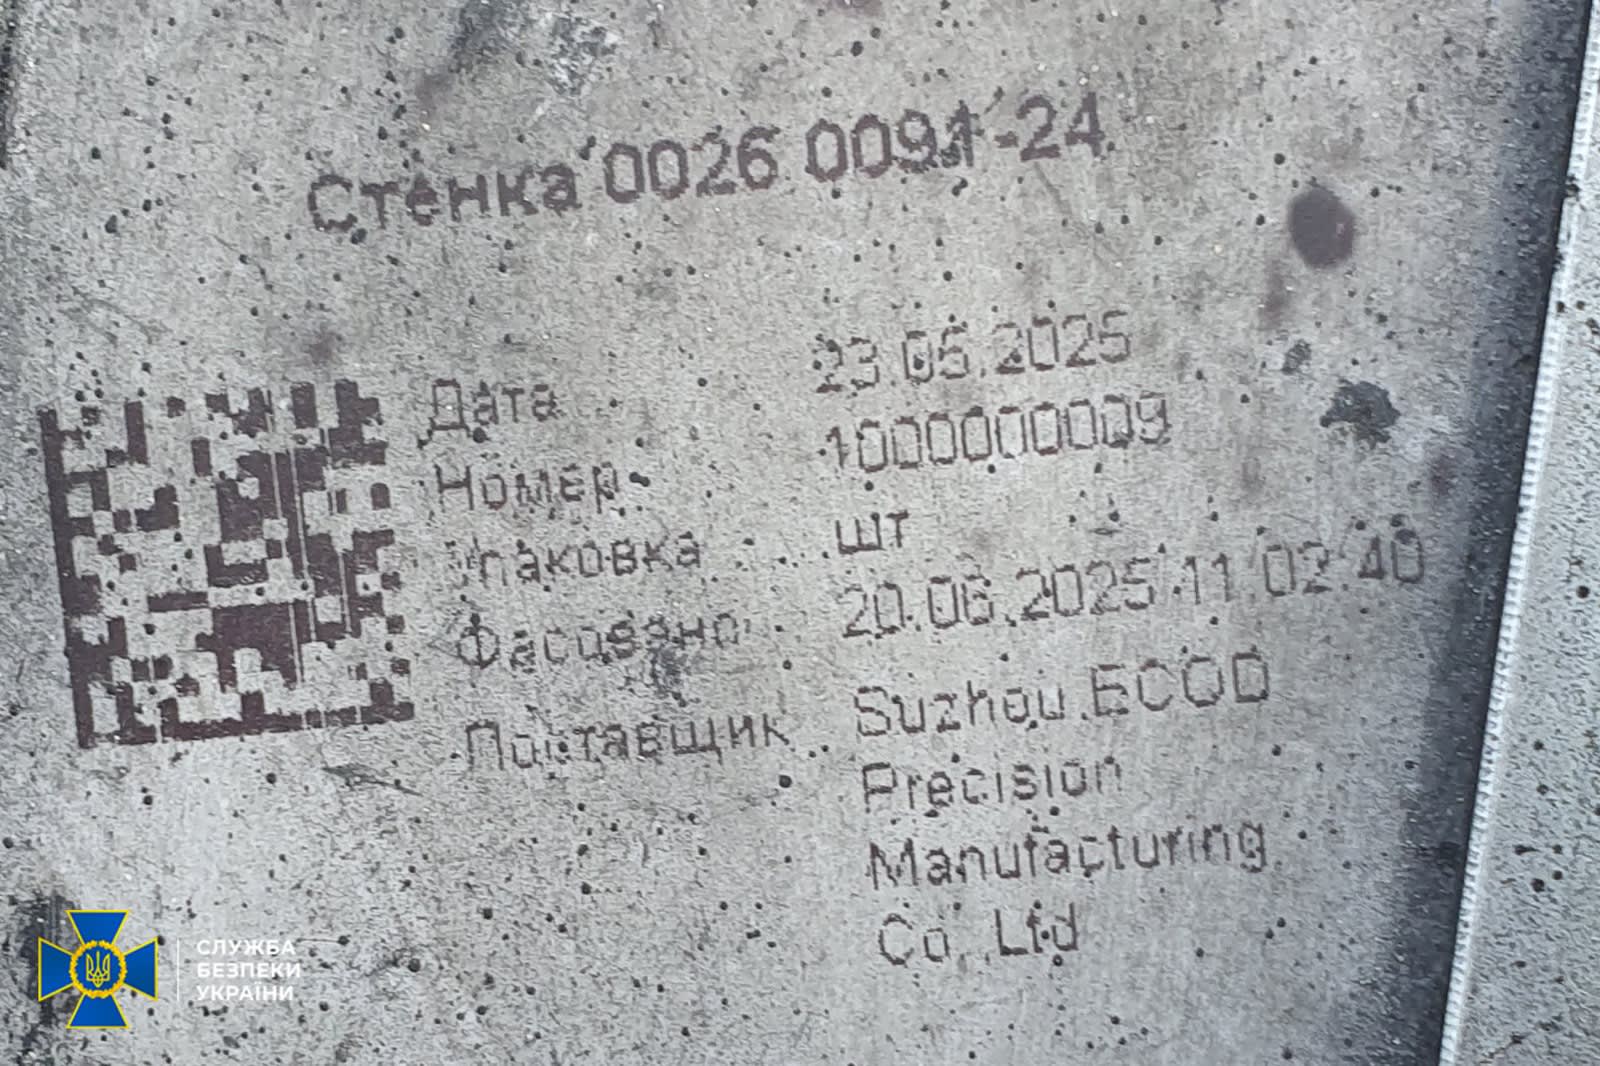 Стенка 0026 0091-24
Дата 23.06.2025
Номер 1000000009
Упаковка шт
Фасовано 20.06.2025 11:02:40
Поставщик Suzhou ECOD
Precision
Manufacturing
Co., Ltd
СЛУЖБА
БЕЗПЕКИ
УКРАЇНИ